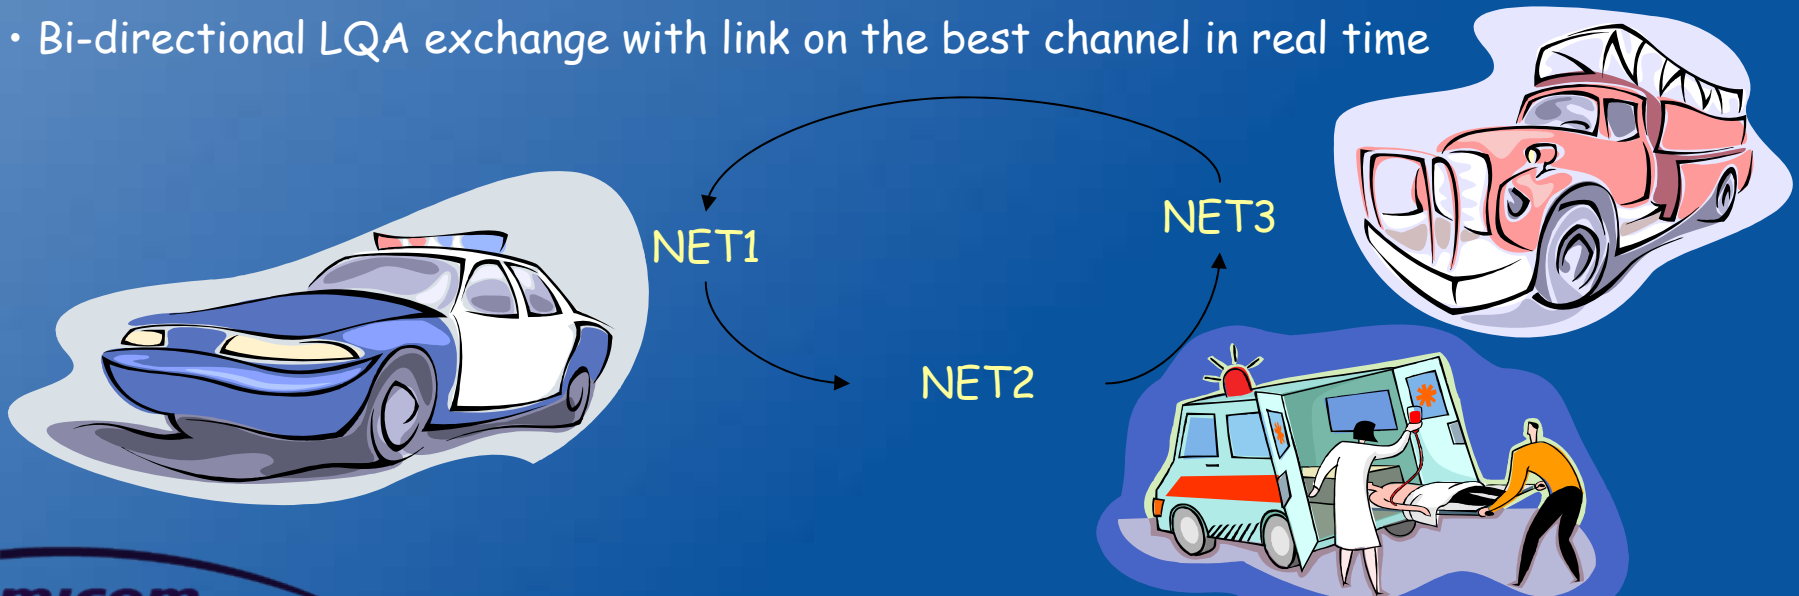 • Bi-directional LQA exchange with link on the best channel in real time
NET3
NET1
NET2